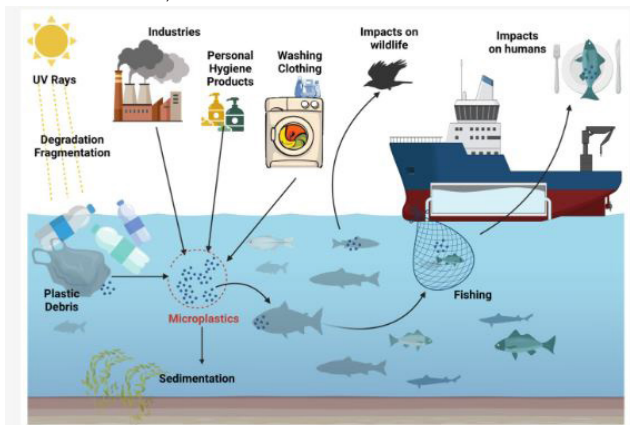 Industries
Personal
Hygiene
Products
Washing
Clothing
Impacts on
wildlife
Impacts
on humans
UV Rays
Degradation
Fragmentation
Plastic
Debris
Microplastics
Fishing
Sedimentation